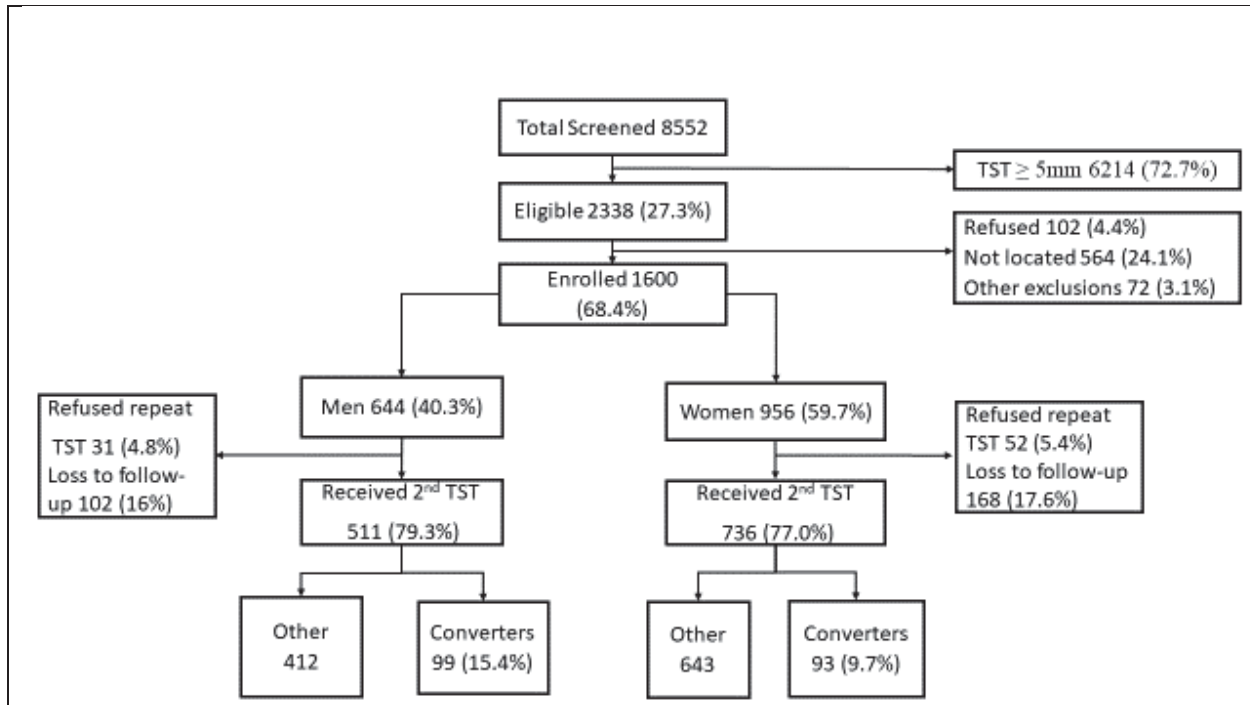 Total Screened 8552
TST ≥ 5mm 6214 (72.7%)
Eligible 2338 (27.3%)
Refused 102 (4.4%)
Not located 564 (24.1%)
Other exclusions 72 (3.1%)
Enrolled 1600
(68.4%)
Men 644 (40.3%)
Women 956 (59.7%)
Refused repeat
TST 31 (4.8%)
Loss to follow-
up 102 (16%)
Refused repeat
TST 52 (5.4%)
Loss to follow-up
168 (17.6%)
Received 2nd TST
511 (79.3%)
Received 2nd TST
736 (77.0%)
Other
412
Converters
99 (15.4%)
Other
643
Converters
93 (9.7%)